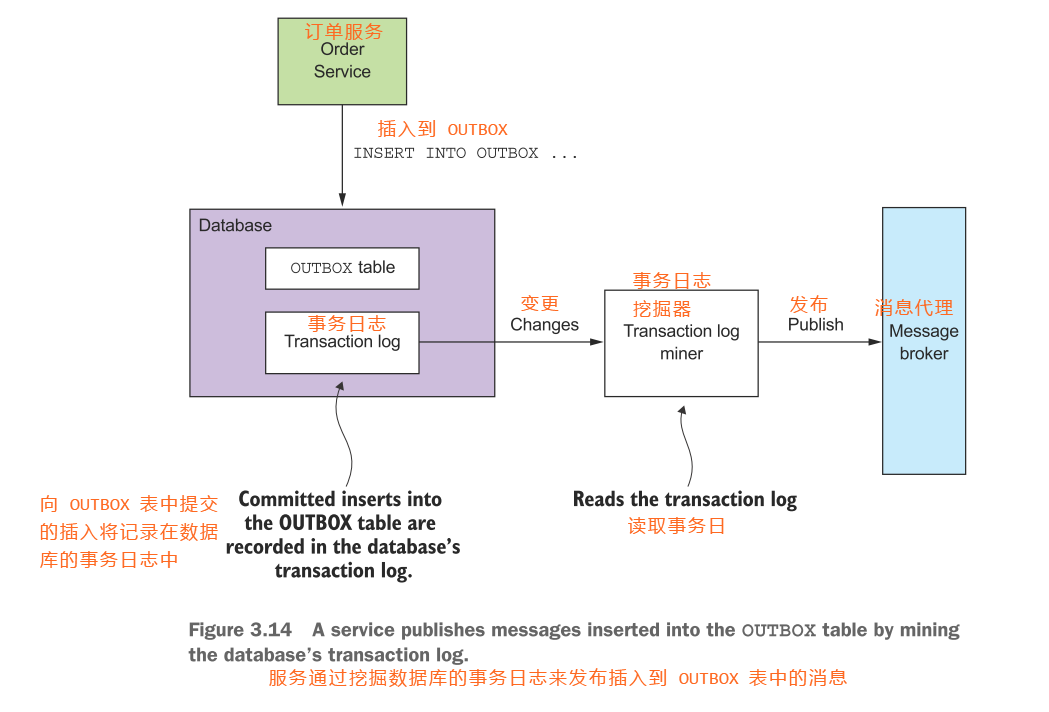 订单服务
Order
Service
插入到 OUTBOX
INSERT INTO OUTBOX ...
Database
OUTBOX table
事务日志
Transaction log
变更
Changes
事务日志
挖掘器
Transaction log
miner
发布
Publish
消息代理
Message
broker
向 OUTBOX 表中提交
的插入将记录在数据
库的事务日志中
Committed inserts into
the OUTBOX table are
recorded in the database's
transaction log.
Reads the transaction log
读取事务日
Figure 3.14 A service publishes messages inserted into the OUTBOX table by mining
the database's transaction log.
服务通过挖掘数据库的事务日志来发布插入到 OUTBOX 表中的消息